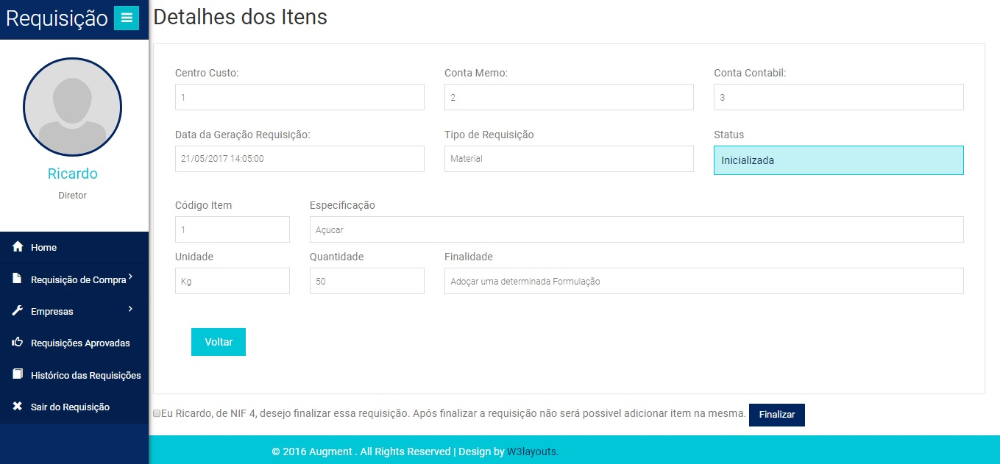 Requisição
Detalhes dos Itens
Ricardo
Diretor
Home
Requisição de Compra
Empresas
Requisições Aprovadas
Histórico das Requisições
Sair do Requisição
Centro Custo: Conta Memo: Conta Contabil:
1 2 3
Data da Geração Requisição: Tipo de Requisição Status
21/05/2017 14:05:00 Material Inicializada
Código Item Especificação
1 Açucar
Unidade Quantidade Finalidade
Kg 50 Adoçar uma determinada Formulação
Voltar
Eu Ricardo, de NIF 4, desejo finalizar essa requisição. Após finalizar a requisição não será possivel adicionar item na mesma. Finalizar
© 2016 Augment . All Rights Reserved | Design by W3layouts.